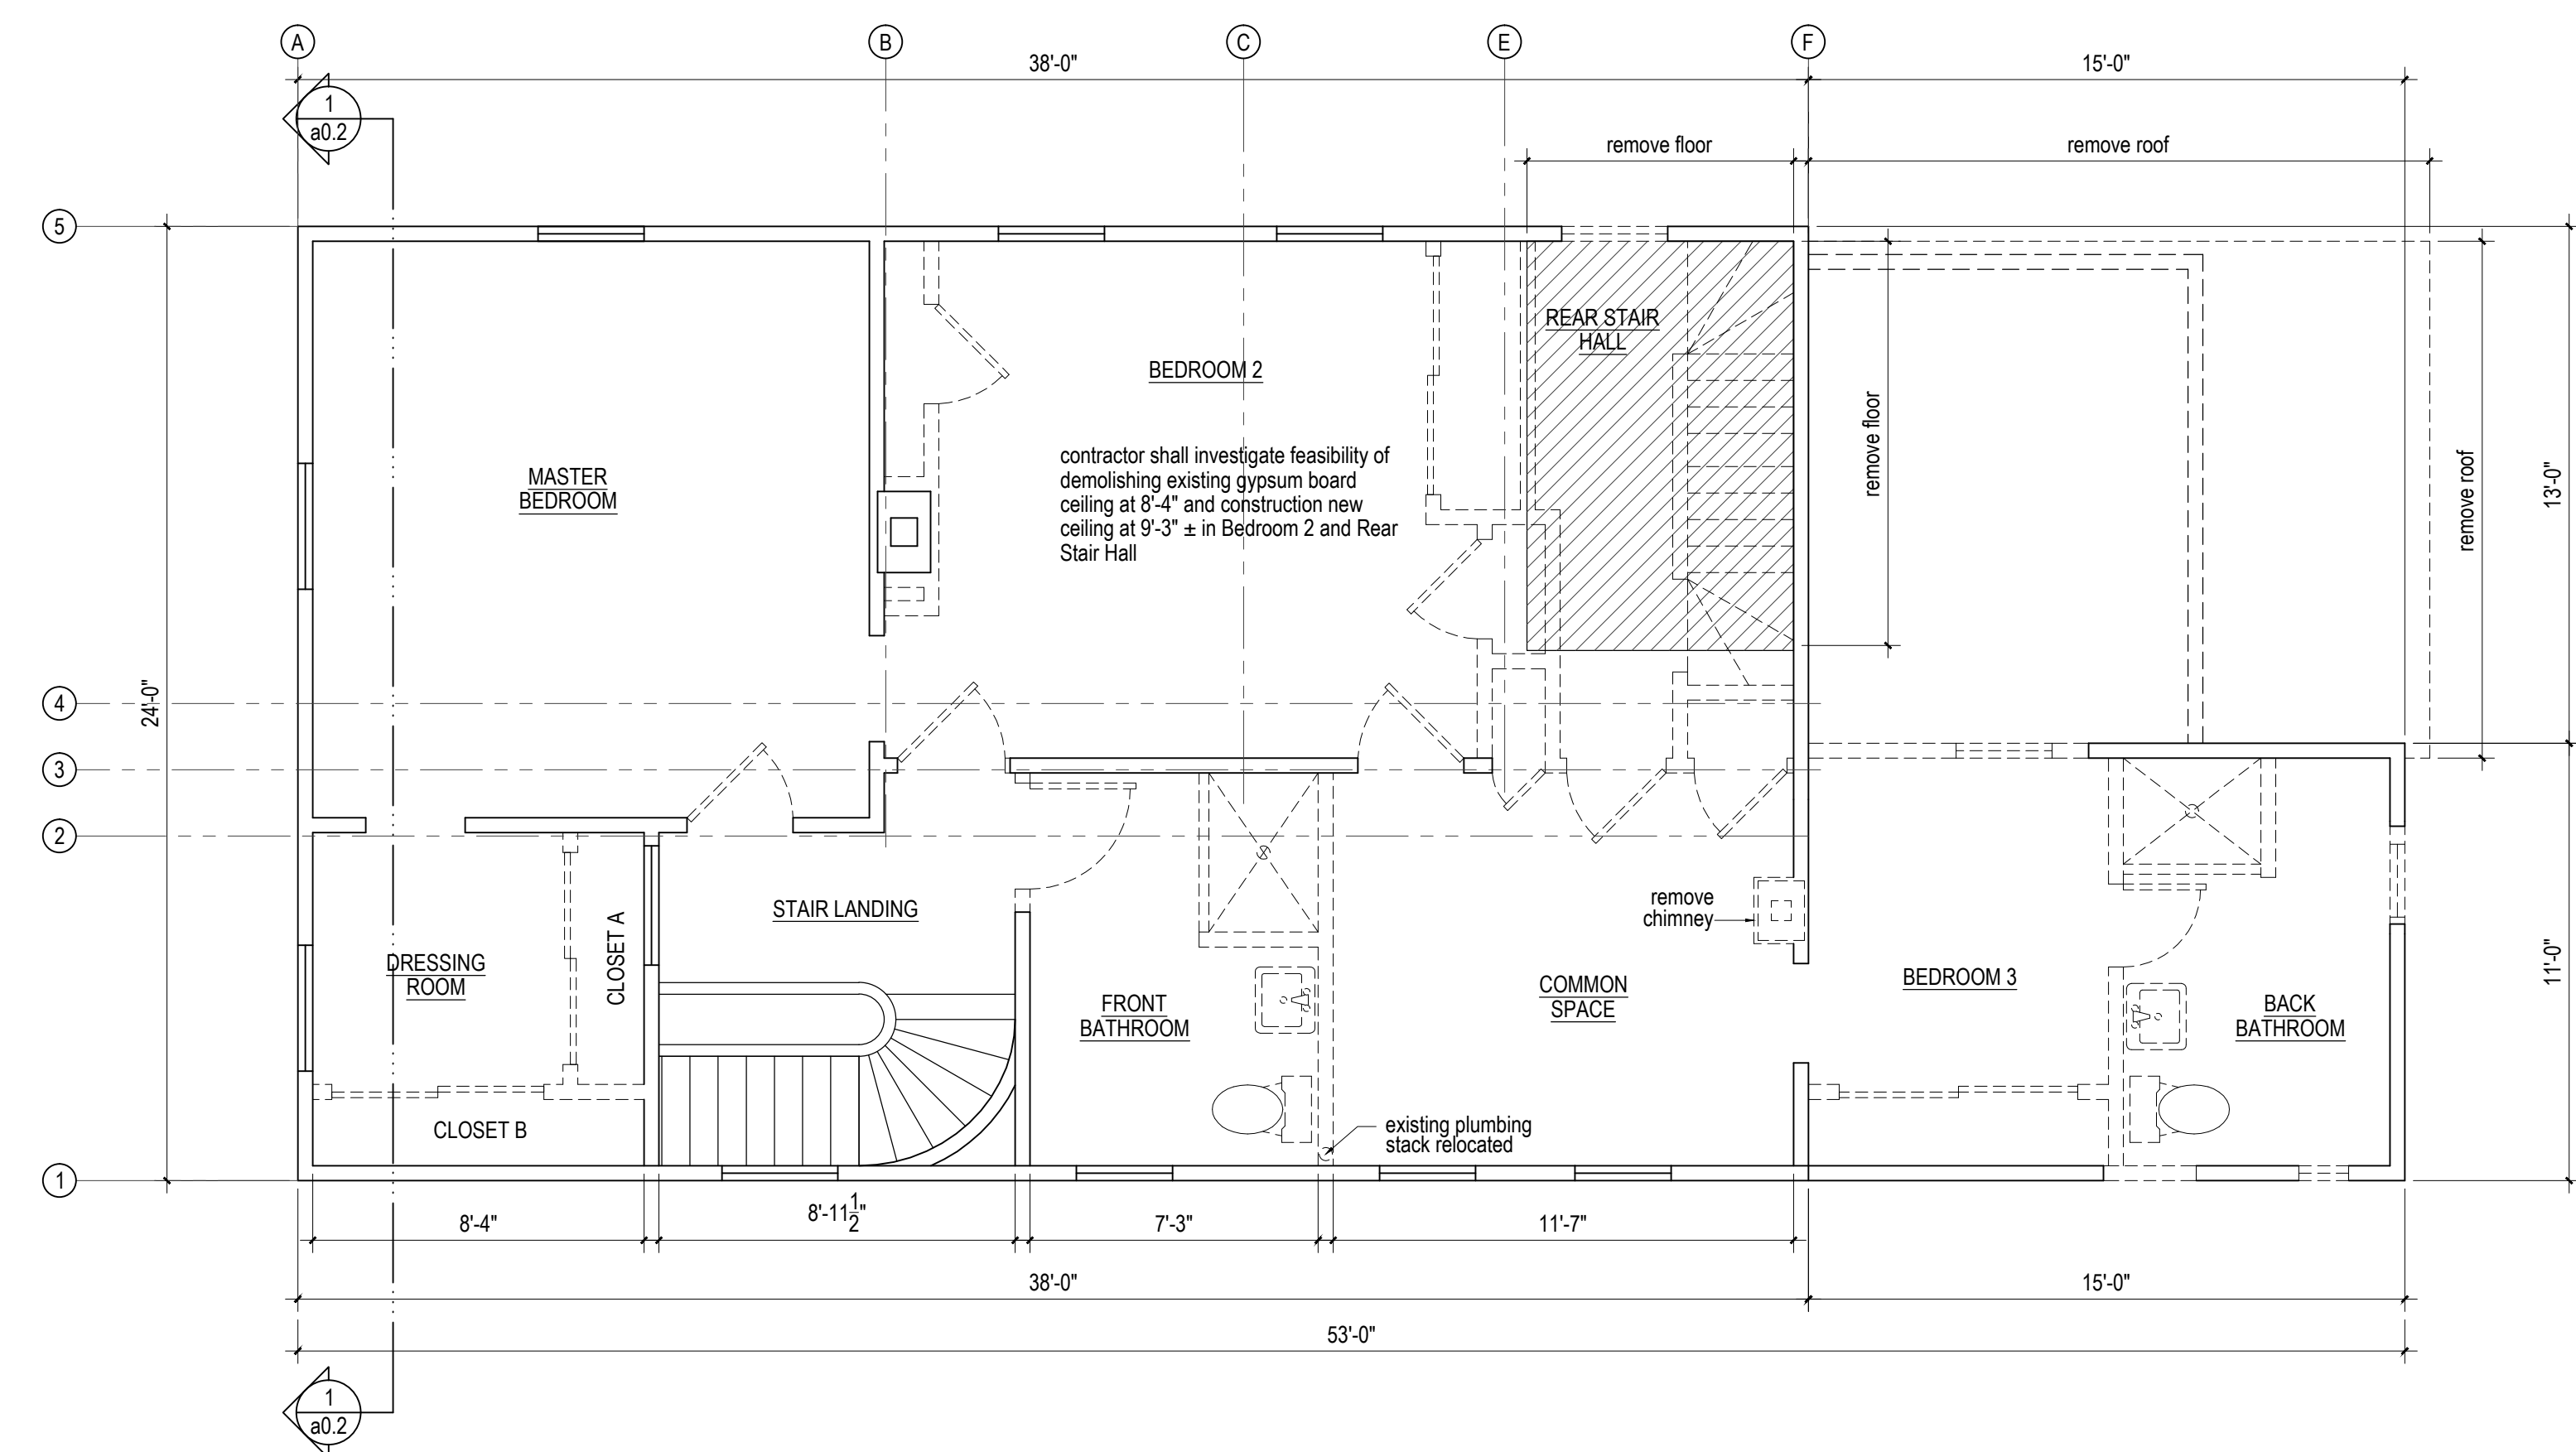 A
B
C
E
F
38'-0"
15'-0"
1
a0.2
remove floor
remove roof
5
REAR STAIR
HALL
BEDROOM 2
MASTER
BEDROOM
contractor shall investigate feasibility of
demolishing existing gypsum board
ceiling at 8'-4" and construction new
ceiling at 9'-3" ± in Bedroom 2 and Rear
Stair Hall
remove floor
remove roof
13'-0"
24'-0"
4
3
2
STAIR LANDING
CLOSET A
DRESSING
ROOM
remove
chimney
FRONT
BATHROOM
COMMON
SPACE
BEDROOM 3
BACK
BATHROOM
11'-0"
CLOSET B
existing plumbing
stack relocated
1
8'-4"
8'-11 1/2"
7'-3"
11'-7"
38'-0"
15'-0"
53'-0"
1
a0.2